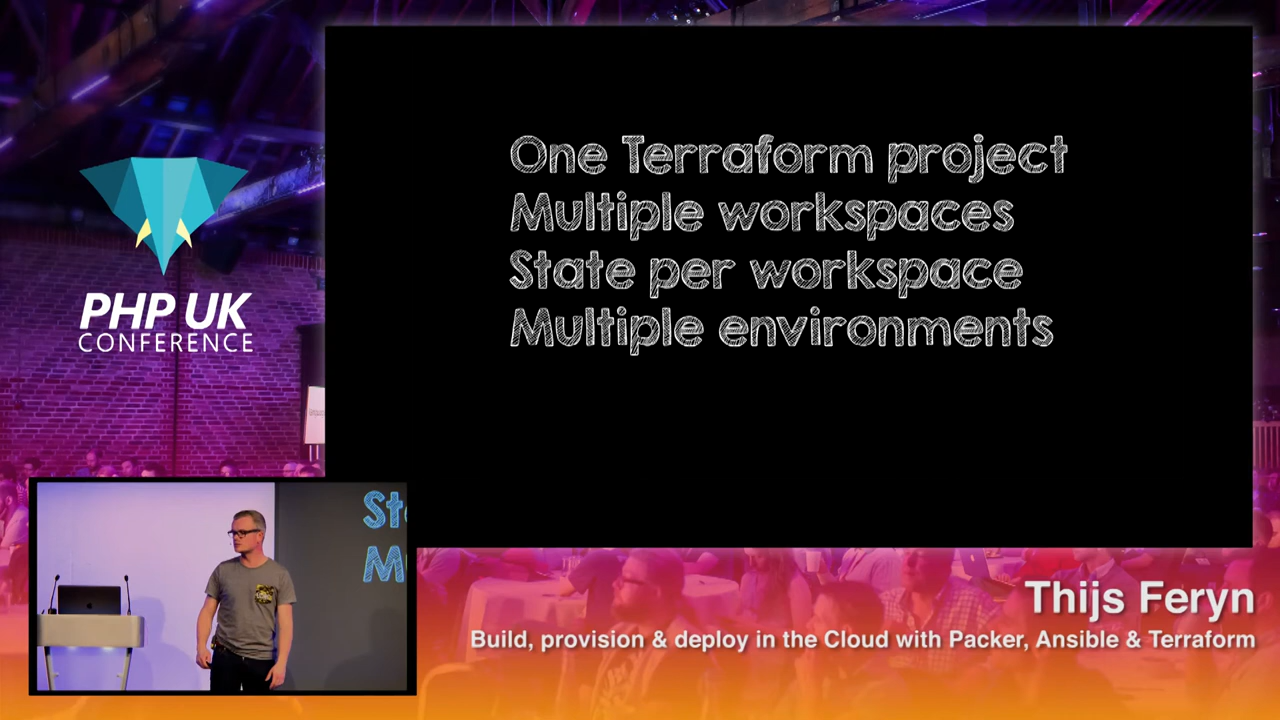 One Terraform project
Multiple workspaces
State per workspace
Multiple environments
PHP UK
CONFERENCE
St
M
Thijs Feryn
Build, provision & deploy in the Cloud with Packer, Ansible & Terraform